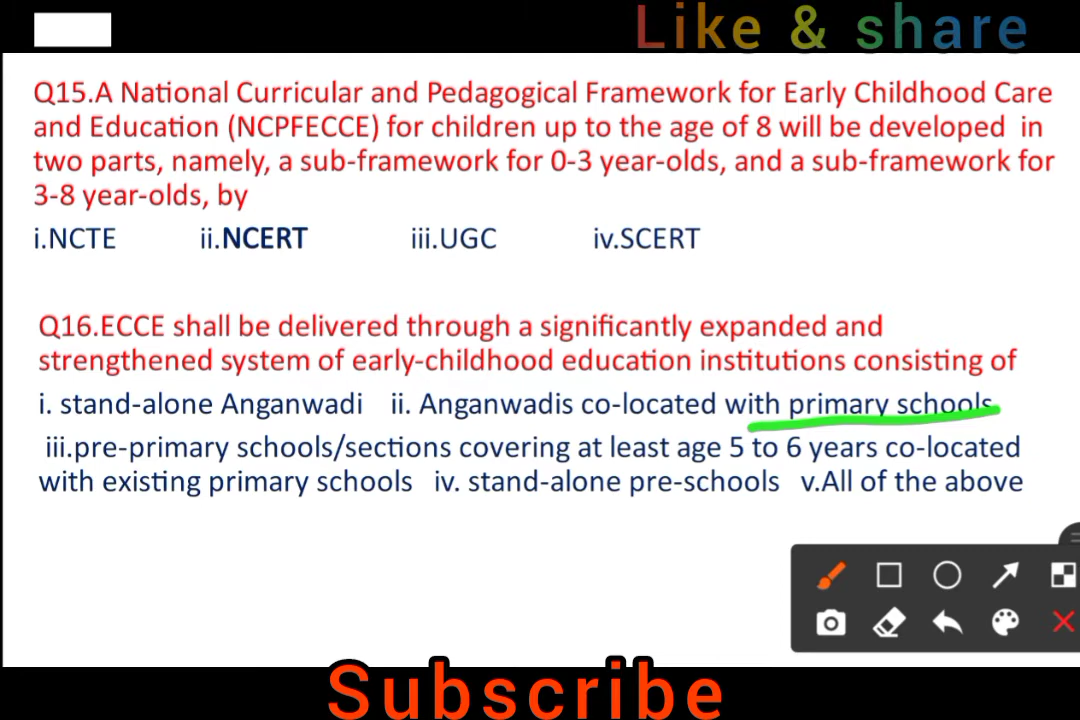 Like & share
Q15.A National Curricular and Pedagogical Framework for Early Childhood Care
and Education (NCPFECCE) for children up to the age of 8 will be developed in
two parts, namely, a sub-framework for 0-3 year-olds, and a sub-framework for
3-8 year-olds, by
i.NCTE ii.NCERT iii.UGC iv.SCERT
Q16.ECCE shall be delivered through a significantly expanded and
strengthened system of early-childhood education institutions consisting of
i. stand-alone Anganwadi ii. Anganwadis co-located with primary schools
iii.pre-primary schools/sections covering at least age 5 to 6 years co-located
with existing primary schools iv. stand-alone pre-schools v.All of the above
Subscribe